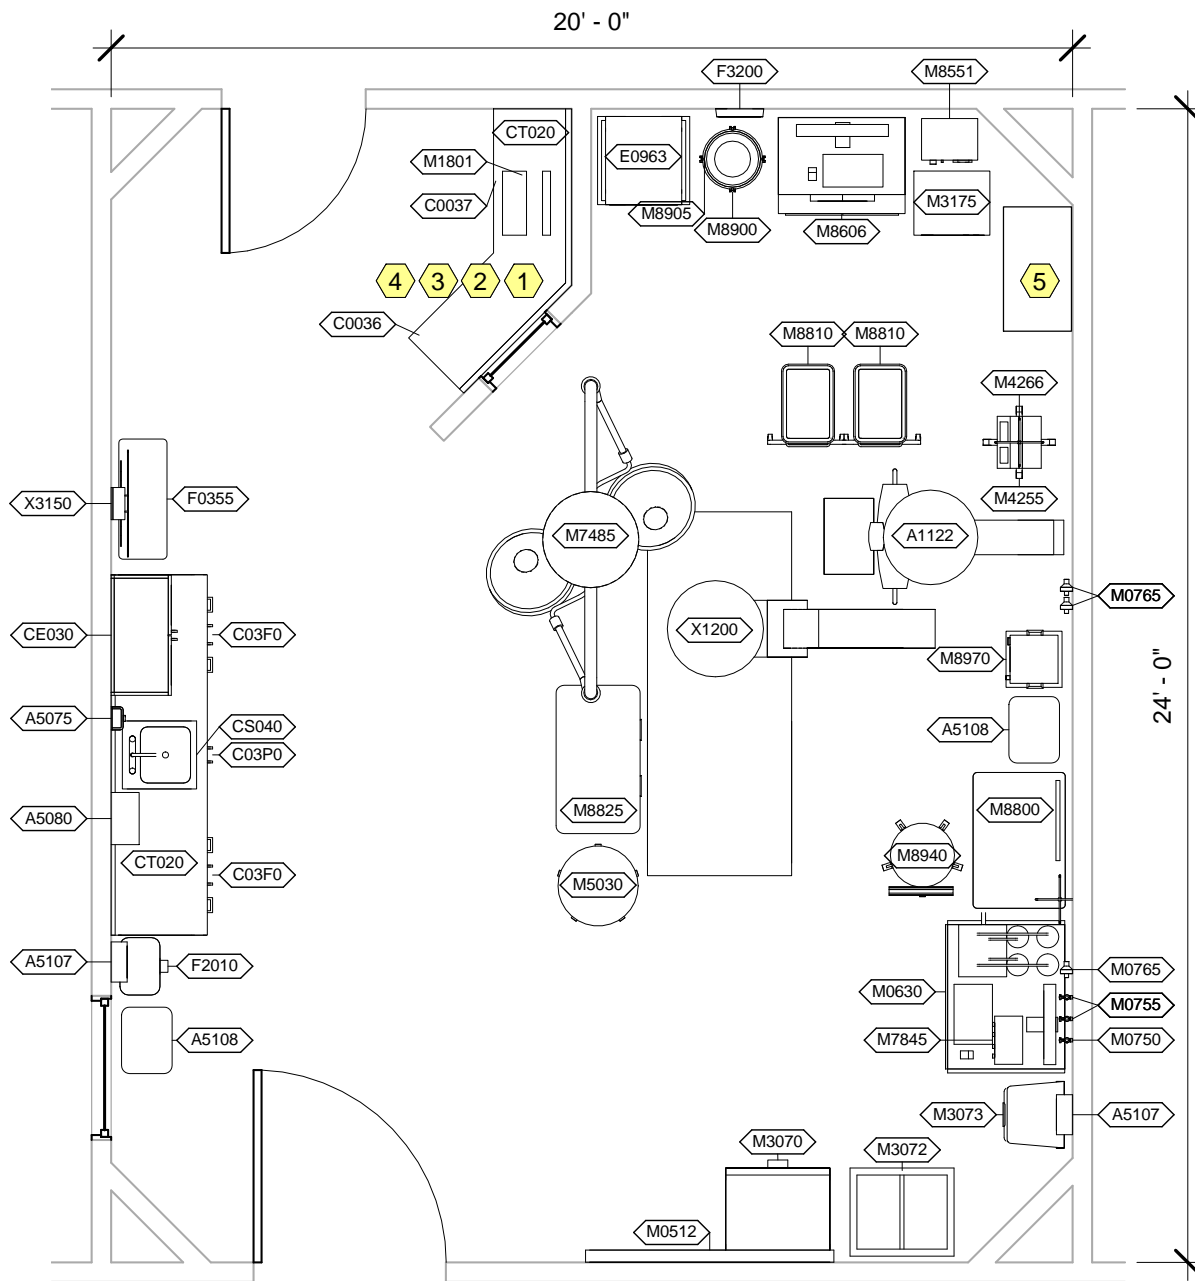 20' - 0"
F3200
M8551
CT020
M1801
E0963
C0037
M8905
M8900
M8606
M3175
4
3
2
1
5
C0036
M8810
M8810
M4266
X3150
F0355
M4255
M7485
A1122
M0765
CE030
C03F0
X1200
M8970
24' - 0"
A5075
CS040
C03P0
A5108
A5080
M8825
M8800
CT020
C03F0
M5030
M8940
A5107
F2010
M0765
M0630
M0755
A5108
M7845
M0750
M3073
A5107
M3070
M3072
M0512